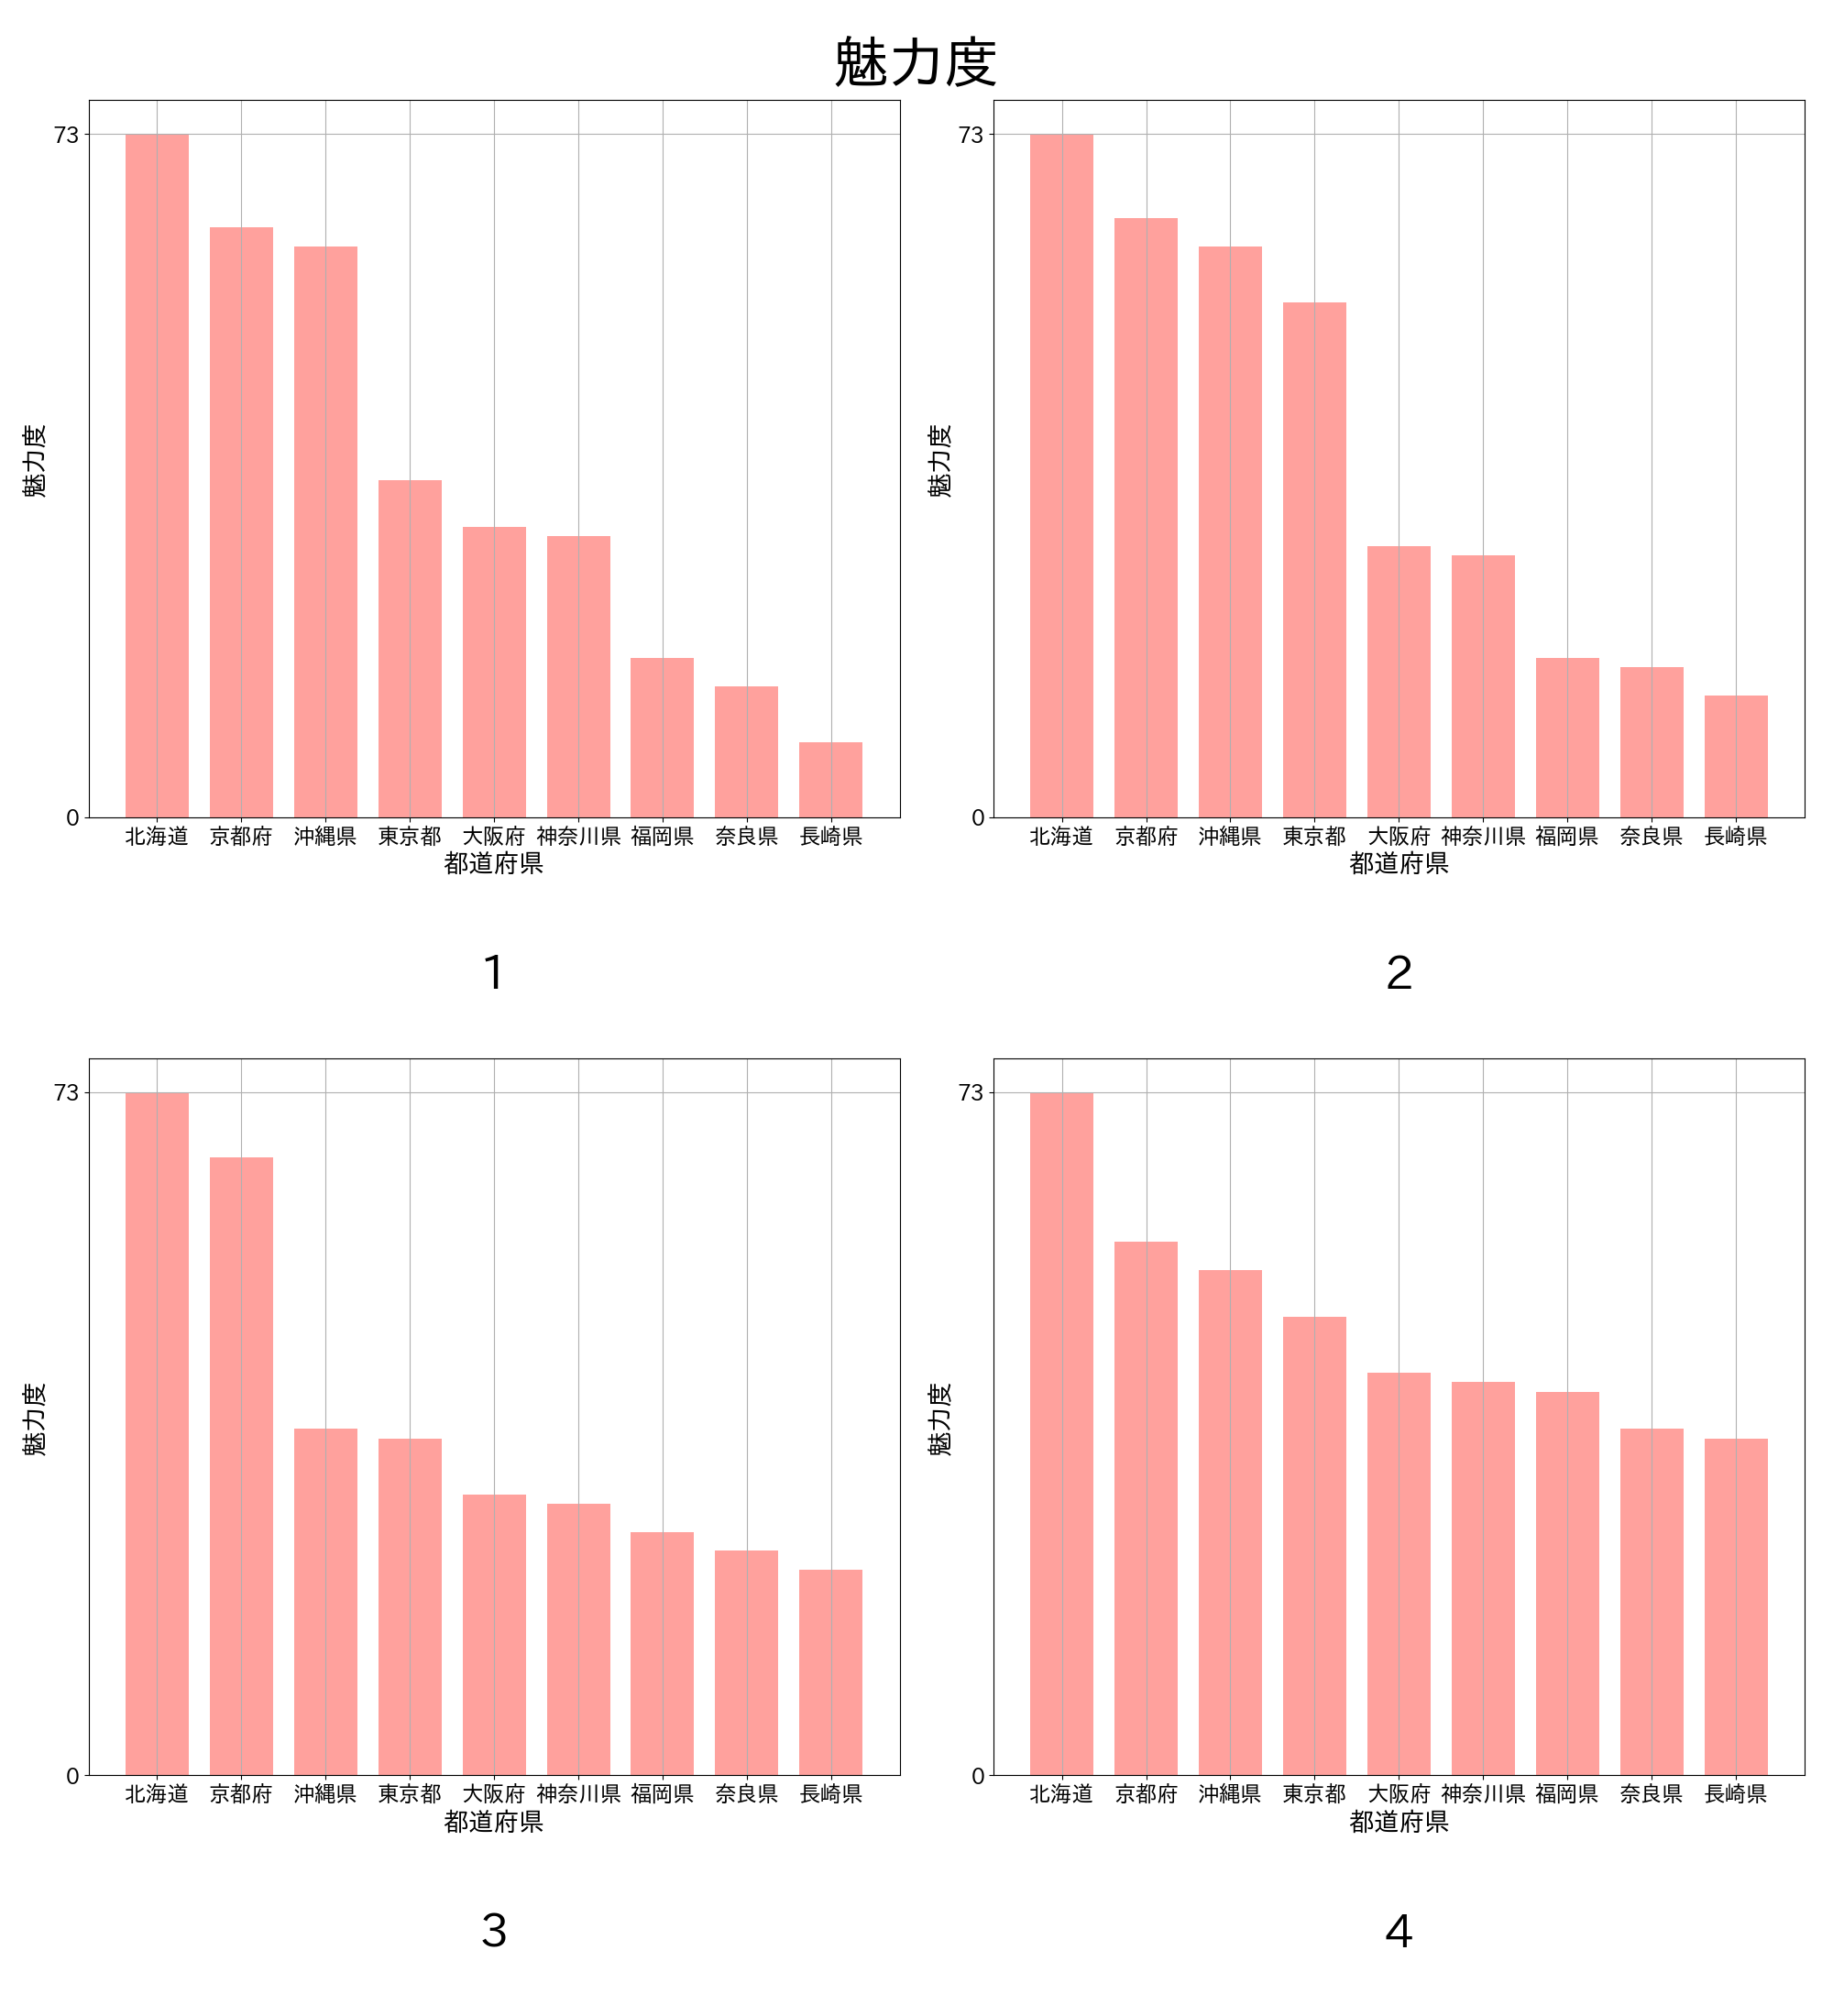 魅力度
73
0
魅力度
北海道 京都府 沖縄県 東京都 大阪府 神奈川県 福岡県 奈良県 長崎県
都道府県
1
73
0
魅力度
北海道 京都府 沖縄県 東京都 大阪府 神奈川県 福岡県 奈良県 長崎県
都道府県
2
73
0
魅力度
北海道 京都府 沖縄県 東京都 大阪府 神奈川県 福岡県 奈良県 長崎県
都道府県
3
73
0
魅力度
北海道 京都府 沖縄県 東京都 大阪府 神奈川県 福岡県 奈良県 長崎県
都道府県
4